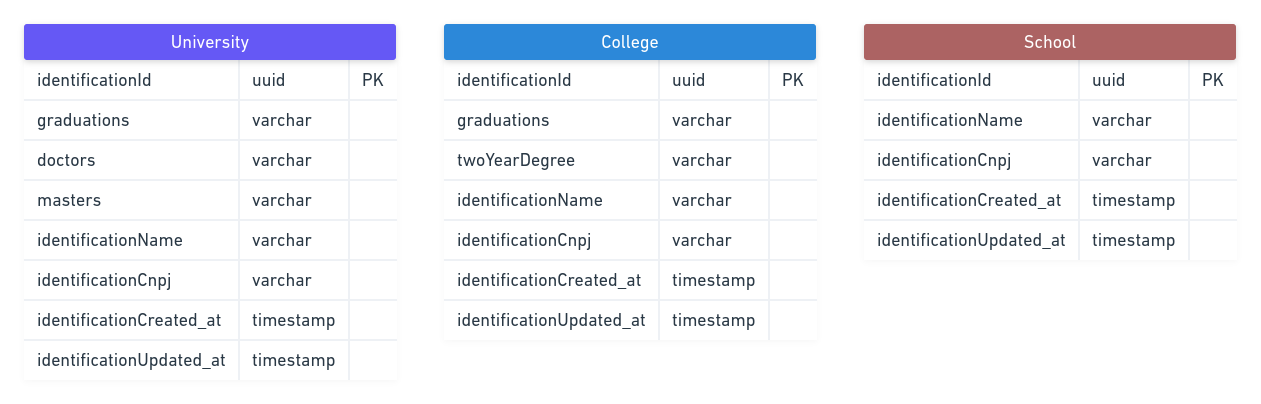 University
identificationId uuid PK
graduations varchar
doctors varchar
masters varchar
identificationName varchar
identificationCnpj varchar
identificationCreated_at timestamp
identificationUpdated_at timestamp
College
identificationId uuid PK
graduations varchar
twoYearDegree varchar
identificationName varchar
identificationCnpj varchar
identificationCreated_at timestamp
identificationUpdated_at timestamp
School
identificationId uuid PK
identificationName varchar
identificationCnpj varchar
identificationCreated_at timestamp
identificationUpdated_at timestamp